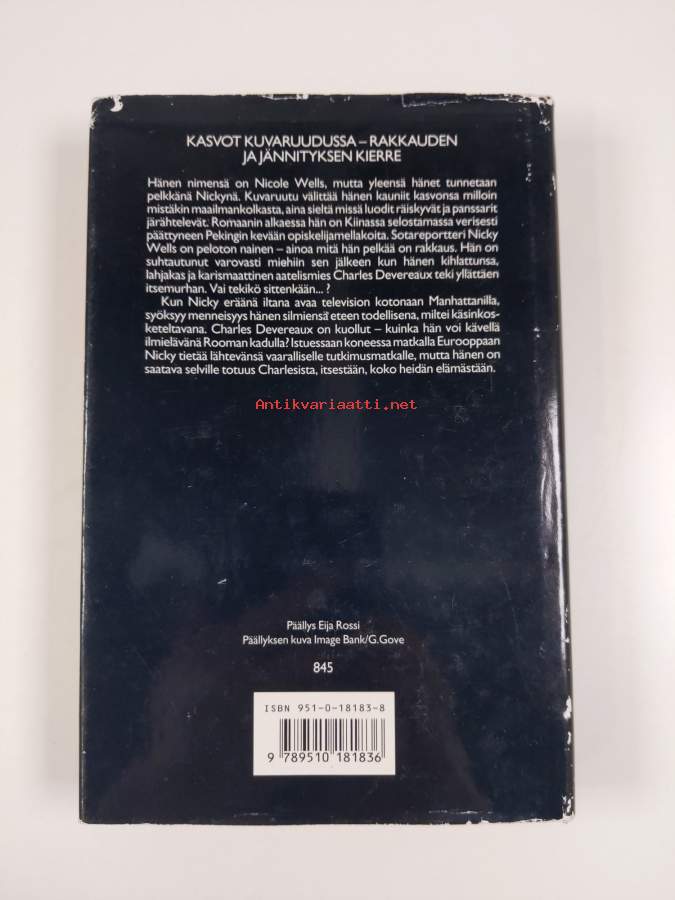 KASVOT KUVARUUDUSSA – RAKKAUDEN
JA JÄNNITYKSEN KIERRE
Hänen nimensä on Nicole Wells, mutta yleensä hänet tunnetaan
pelkkänä Nickynä. Kuvaruutu välittää hänen kauniit kasvonsa milloin
mistäkin maailmankolkasta, aina sieltä missä luodit räiskyvät ja panssarit
järähtelevät. Romaanin alkaessa hän on Kiinassa selostamassa verisesti
päättyneen Pekingin kevään opiskelijamellakoita. Sotareportteri Nicky
Wells on peloton nainen – ainoa mitä hän pelkää on rakkaus. Hän on
suhtautunut varovasti miehiin sen jälkeen kun hänen kihlattunsa,
lahjakas ja karismaattinen aatelismies Charles Devereaux teki yllättäen
itsemurhan. Vai tekikö sittenkään... ?
Kun Nicky eräänä iltana avaa television kotonaan Manhattanilla,
syöksyy menneisyys hänen silmiensä eteen todellisena, miltei käsinkos-
keteltavana. Charles Devereaux on kuollut – kuinka hän voi kävellä
ilmielävänä Rooman kadulla? Istuessaan koneessa matkalla Eurooppaan
Nicky tietää lähtevänsä vaaralliselle tutkimusmatkalle, mutta hänen on
saatava selville totuus Charlesista, itsestään, koko heidän elämästään.
Antikvariaatti.net
Päällys Eija Rossi
Päällyksen kuva Image Bank/G.Gove
845
ISBN 951-0-18183-8
9 789510 181836